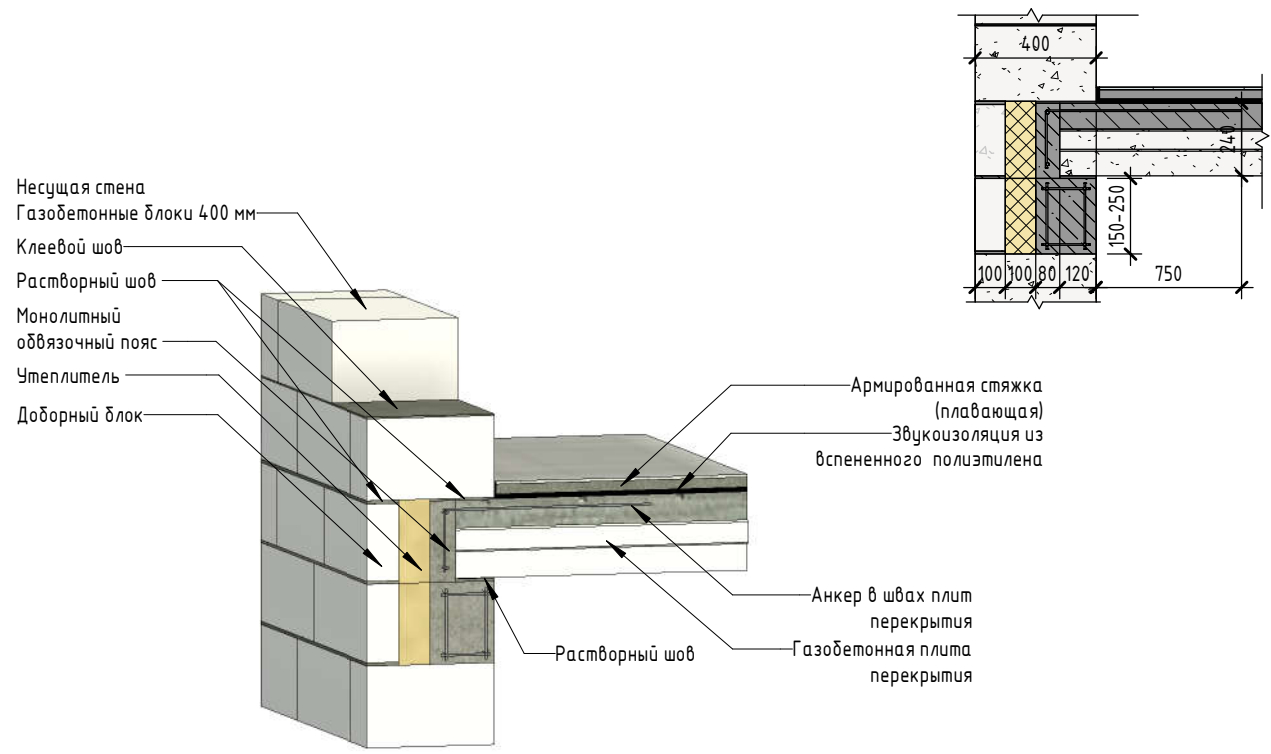 400
240
150-250
100
100
80
120
750
Несущая стена
Газобетонные блоки 400 мм
Клеевой шов
Растворный шов
Монолитный
обвязочный пояс
Утеплитель
Доборный блок
Армированная стяжка
(плавающая)
Звукоизоляция из
вспененного полиэтилена
Анкер в швах плит
перекрытия
Газобетонная плита
перекрытия
Растворный шов